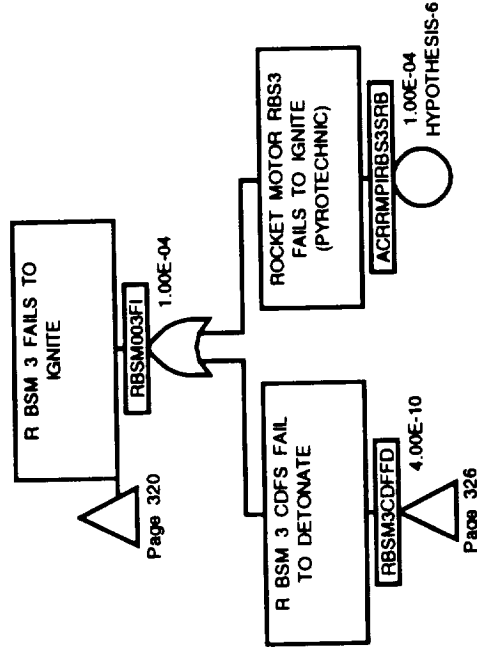 R BSM 3 FAILS TO
IGNITE
Page 320
RBSM003FI
1.00E-04
R BSM 3 CDFS FAIL
TO DETONATE
RBSM3CDFFD
4.00E-10
Page 326
ROCKET MOTOR RBS3
FAILS TO IGNITE
(PYROTECHNIC)
ACRRMPIRBS3SRB
1.00E-04
HYPOTHESIS-6